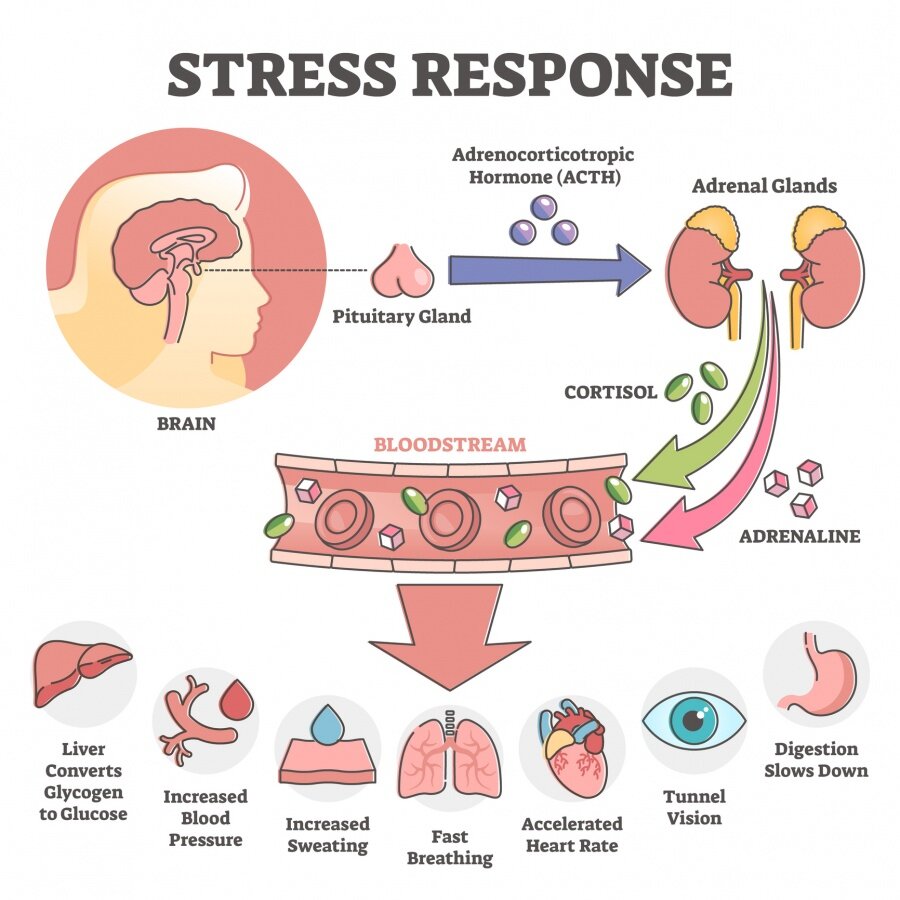 STRESS RESPONSE
Adrenocorticotropic
Hormone (ACTH)
Adrenal Glands
Pituitary Gland
BRAIN
CORTISOL
BLOODSTREAM
ADRENALINE
Liver
Converts
Glycogen
to Glucose
Increased
Blood
Pressure
Increased
Sweating
Fast
Breathing
Accelerated
Heart Rate
Tunnel
Vision
Digestion
Slows Down